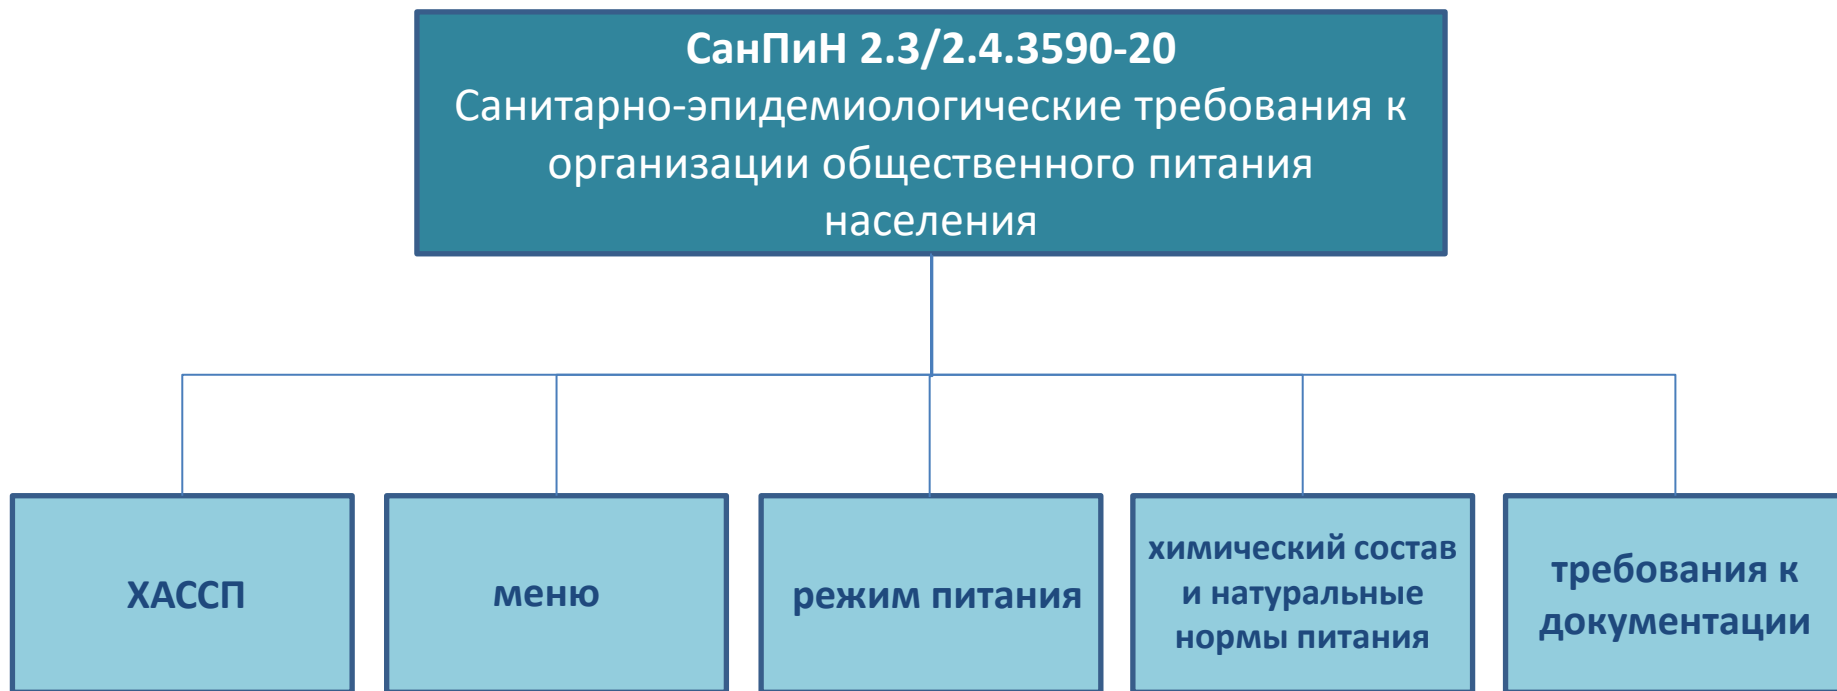 СанПиН 2.3/2.4.3590-20
Санитарно-эпидемиологические требования к
организации общественного питания
населения
ХАССП
меню
режим питания
химический состав
и натуральные
нормы питания
требования к
документации